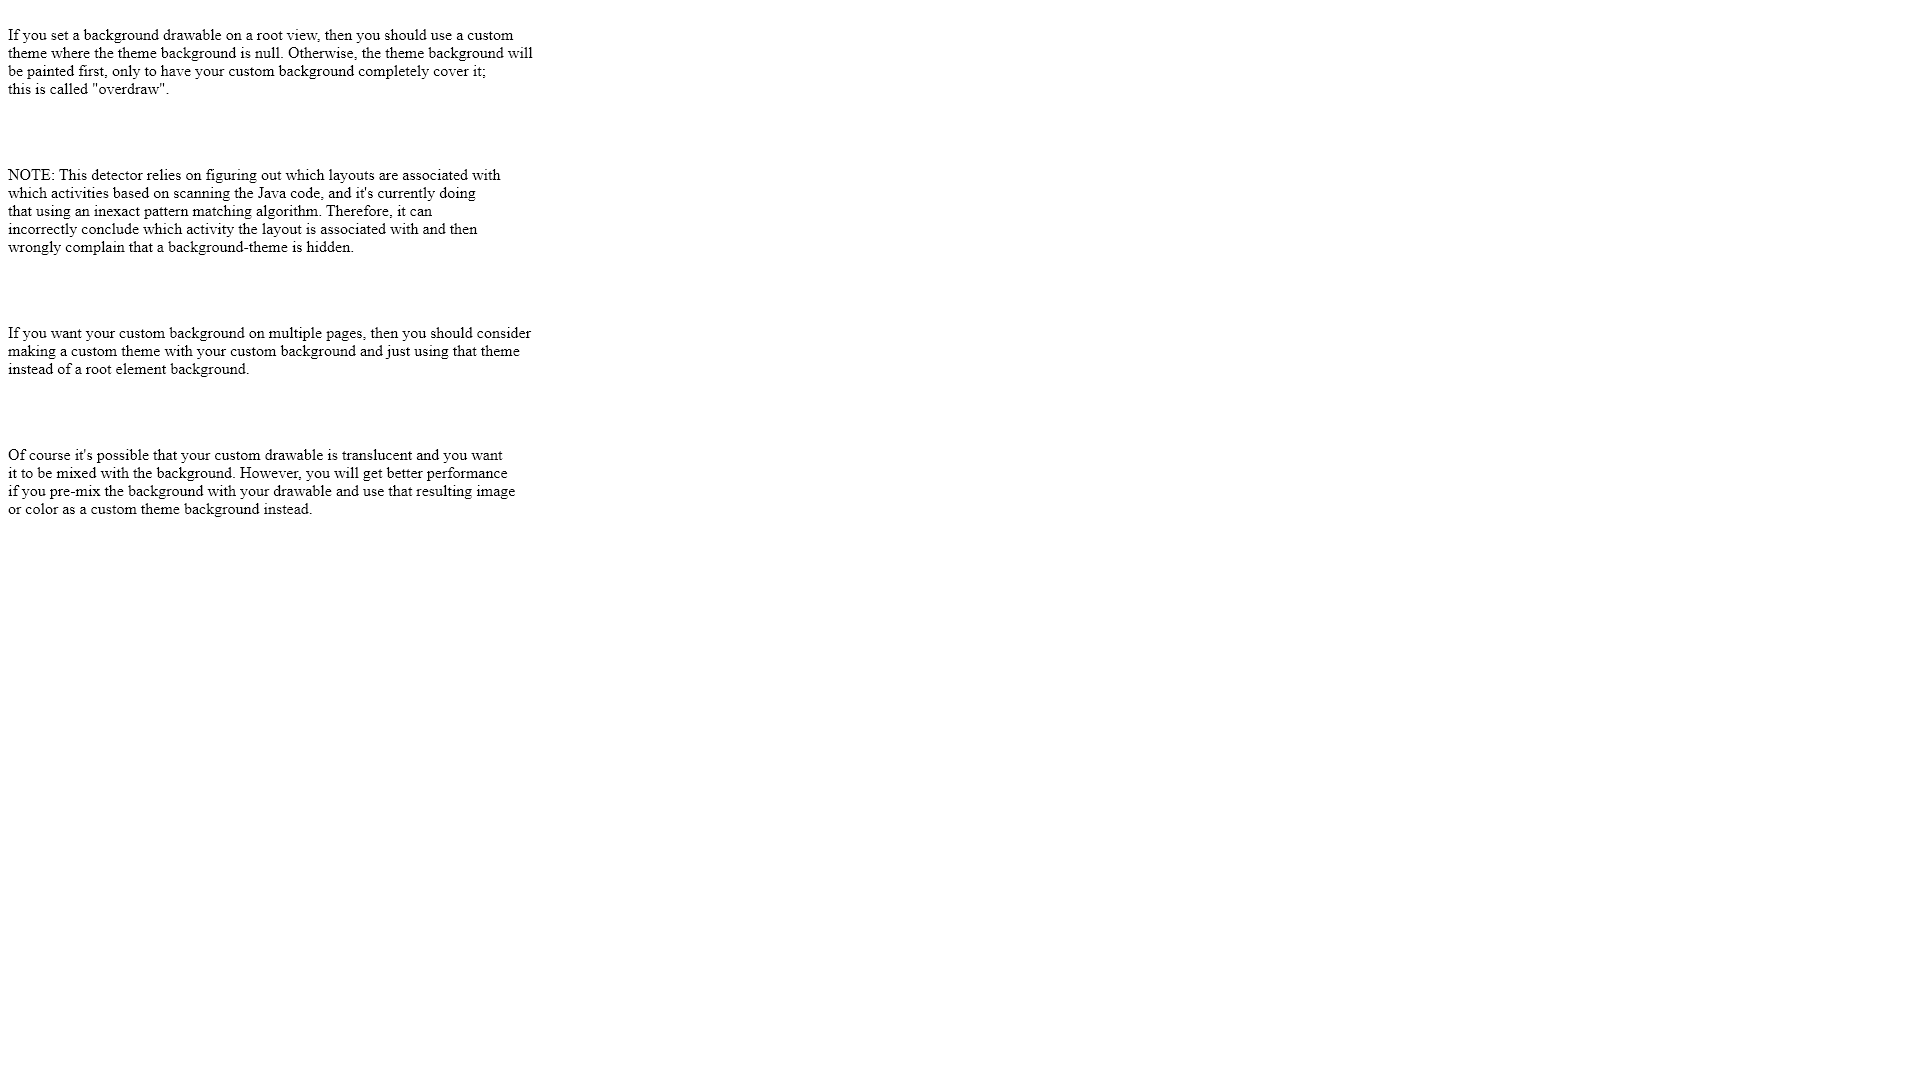 If you set a background drawable on a root view, then you should use a custom
theme where the theme background is null. Otherwise, the theme background will
be painted first, only to have your custom background completely cover it;
this is called "overdraw".
NOTE: This detector relies on figuring out which layouts are associated with
which activities based on scanning the Java code, and it's currently doing
that using an inexact pattern matching algorithm. Therefore, it can
incorrectly conclude which activity the layout is associated with and then
wrongly complain that a background-theme is hidden.
If you want your custom background on multiple pages, then you should consider
making a custom theme with your custom background and just using that theme
instead of a root element background.
Of course it's possible that your custom drawable is translucent and you want
it to be mixed with the background. However, you will get better performance
if you pre-mix the background with your drawable and use that resulting image
or color as a custom theme background instead.